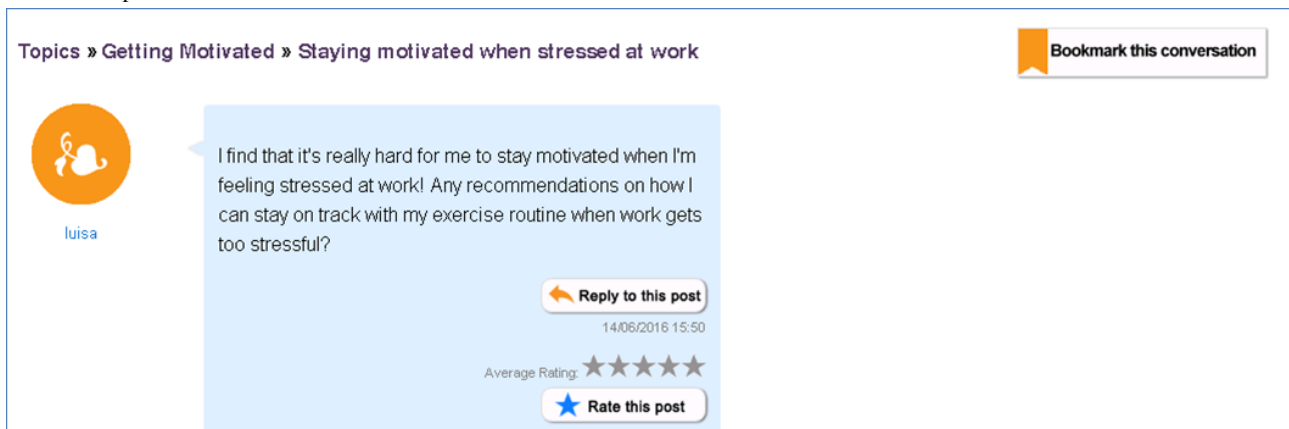 Topics » Getting Motivated » Staying motivated when stressed at work
Bookmark this conversation
I find that it's really hard for me to stay motivated when I'm
feeling stressed at work! Any recommendations on how I
can stay on track with my exercise routine when work gets
too stressful?
luisa
Reply to this post
14/06/2016 15:50
Average Rating:
Rate this post